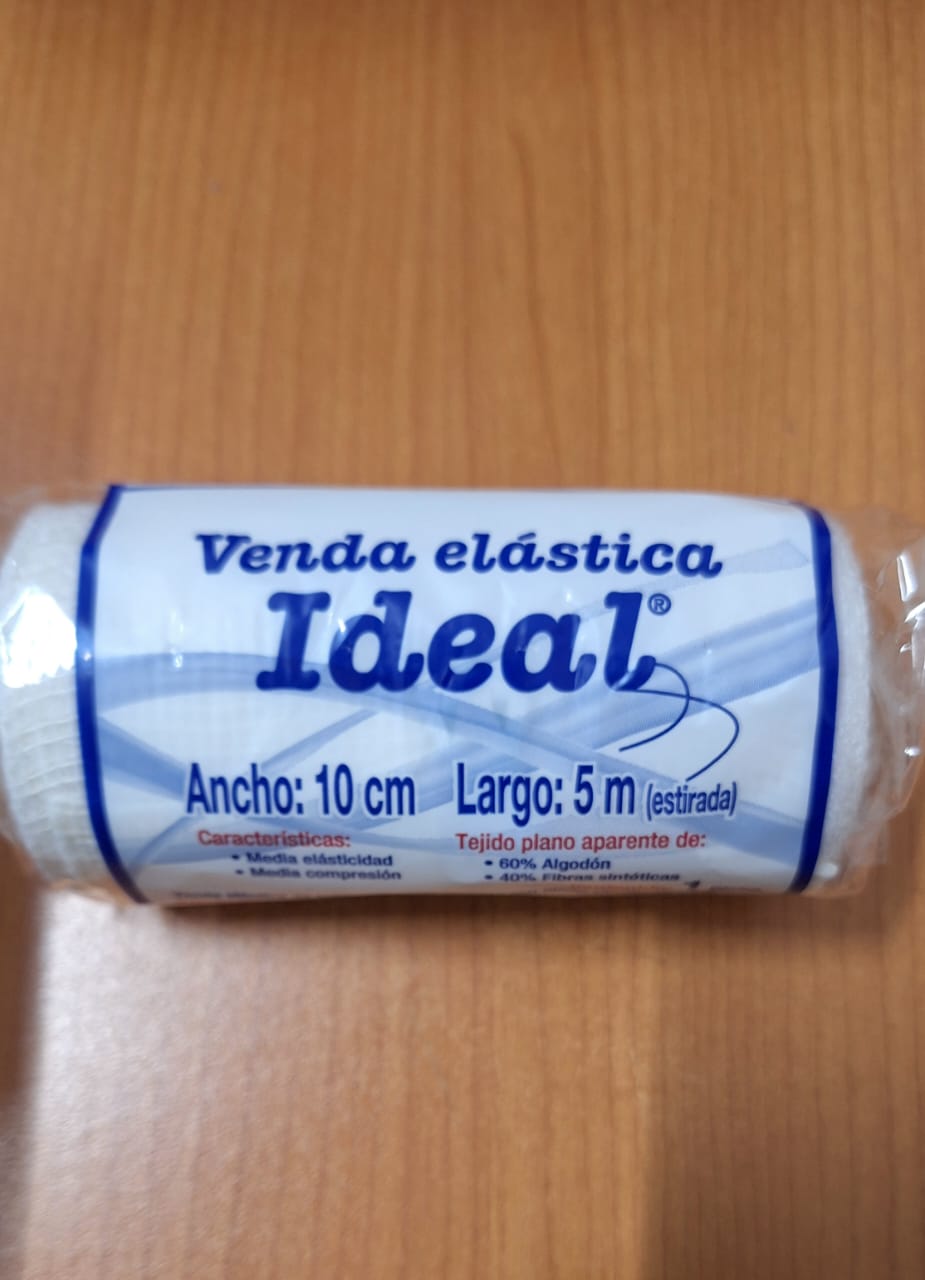 Venda elástica
Ideal®
Ancho: 10 cm Largo: 5 m (estirada)
Características: Tejido plano aparente de:
• Media elásticidad • 60% Algodón
• Media compresión • 40% Fibras sintéticas